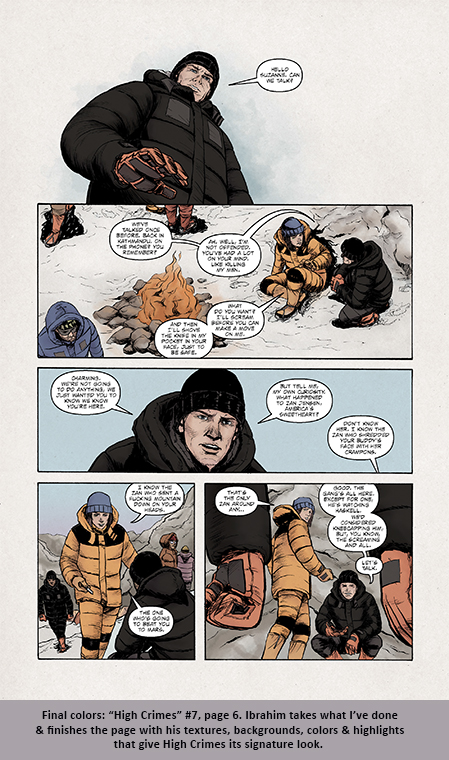 HELLO
SUZANNE. CAN
WE TALK?
WE'VE
TALKED ONCE
BEFORE. BACK IN
KATHMANDU. ON
THE PHONE? YOU
REMEMBER?
AH, WELL, I'M
NOT OFFENDED.
YOU'VE HAD A LOT
ON YOUR MIND.
LIKE KILLING
MY MEN.
WHAT
DO YOU WANT?
I'LL SCREAM
BEFORE YOU CAN
MAKE A MOVE
ON ME.
AND THEN
I'LL SHOVE
THE KNIFE IN MY
POCKET IN YOUR
FACE, JUST TO
BE SAFE.
CHARMING.
WE'RE NOT GOING
TO DO ANYTHING. WE
JUST WANTED YOU TO
KNOW WE KNOW
YOU'RE HERE.
BUT TELL ME,
MY OWN CURIOSITY.
WHAT HAPPENED
TO ZAN JENSEN,
AMERICA'S
SWEETHEART?
DON'T KNOW
HER. I KNOW THE
ZAN WHO SHREDDED
YOUR BUDDY'S
FACE WITH HER
CRAMPONS.
I KNOW THE
ZAN WHO SENT A
FUCKING MOUNTAIN
DOWN ON YOUR
HEADS.
THE ONE
WHO'S GOING
TO BEAT YOU
TO MARS.
THAT'S
THE ONLY
ZAN AROUND
ANY...
GOOD. THE
GANG'S ALL HERE.
EXCEPT FOR ONE.
HE'S WATCHING
HASKELL.
WE'D
CONSIDERED
KNEECAPPING HIM,
BUT, YOU KNOW,
THE SCREAMING
AND ALL.
LET'S
TALK.
Final colors: “High Crimes” #7, page 6. Ibrahim takes what I’ve done
& finishes the page with his textures, backgrounds, colors & highlights
that give High Crimes its signature look.